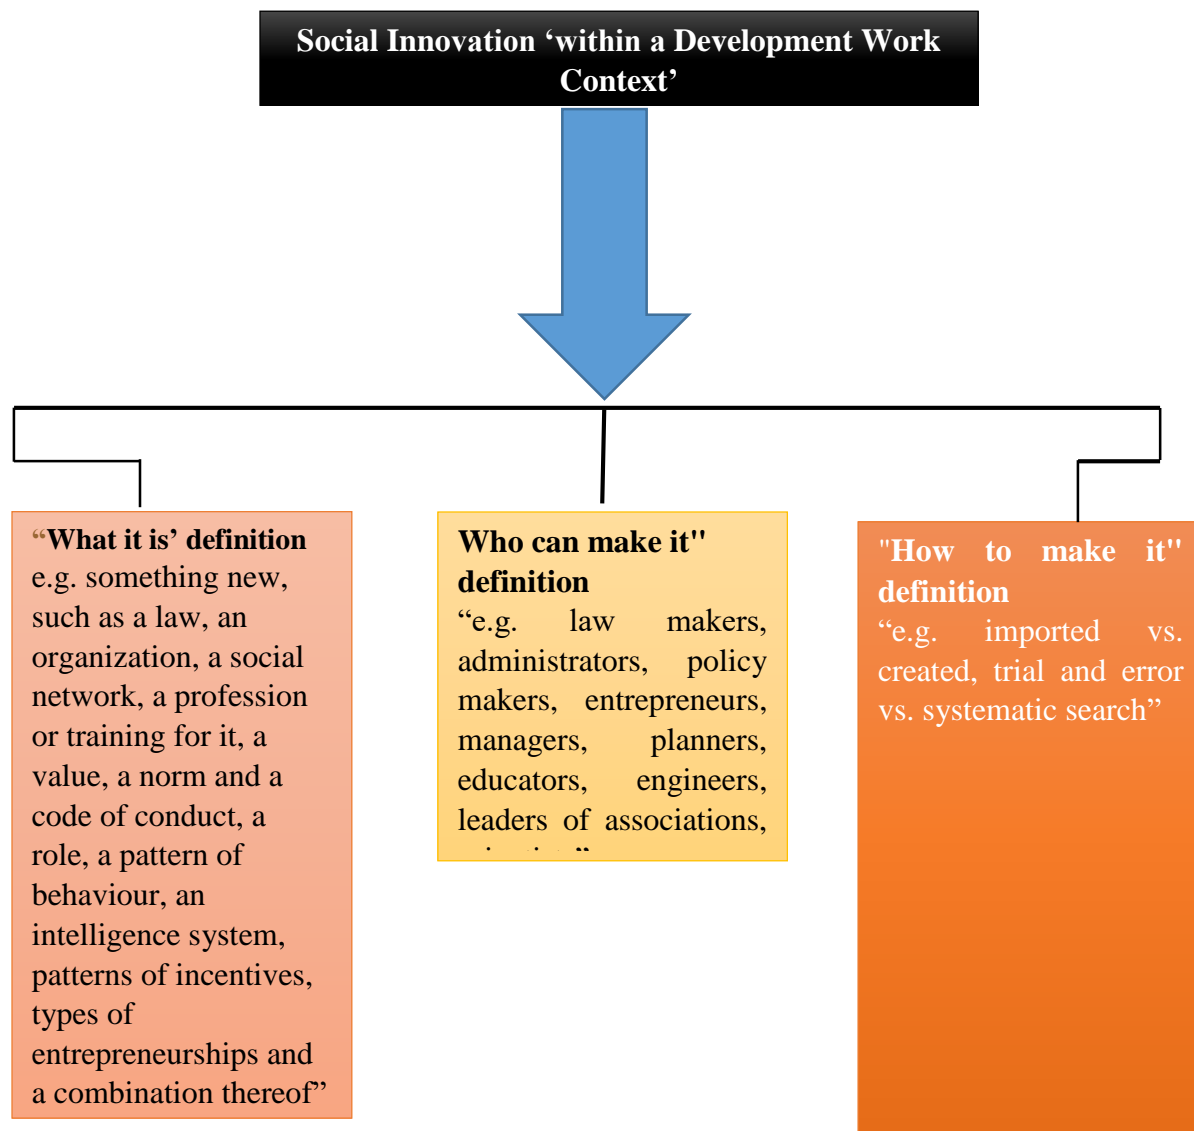 Social Innovation ‘within a Development Work
Context’
“What it is’ definition
e.g. something new,
such as a law, an
organization, a social
network, a profession
or training for it, a
value, a norm and a
code of conduct, a
role, a pattern of
behaviour, an
intelligence system,
patterns of incentives,
types of
entrepreneurships and
a combination thereof”
Who can make it"
definition
“e.g. law makers,
administrators, policy
makers, entrepreneurs,
managers, planners,
educators, engineers,
leaders of associations,
"How to make it"
definition
“e.g. imported vs.
created, trial and error
vs. systematic search”